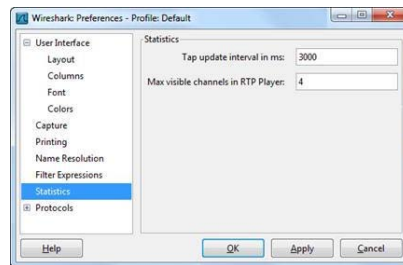 Wireshark: Preferences - Profile: Default
User Interface
Layout
Columns
Font
Colors
Capture
Printing
Name Resolution
Filter Expressions
Statistics
Protocols
Statistics
Tap update interval in ms: 3000
Max visible channels in RTP Player: 4
Help
OK
Apply
Cancel